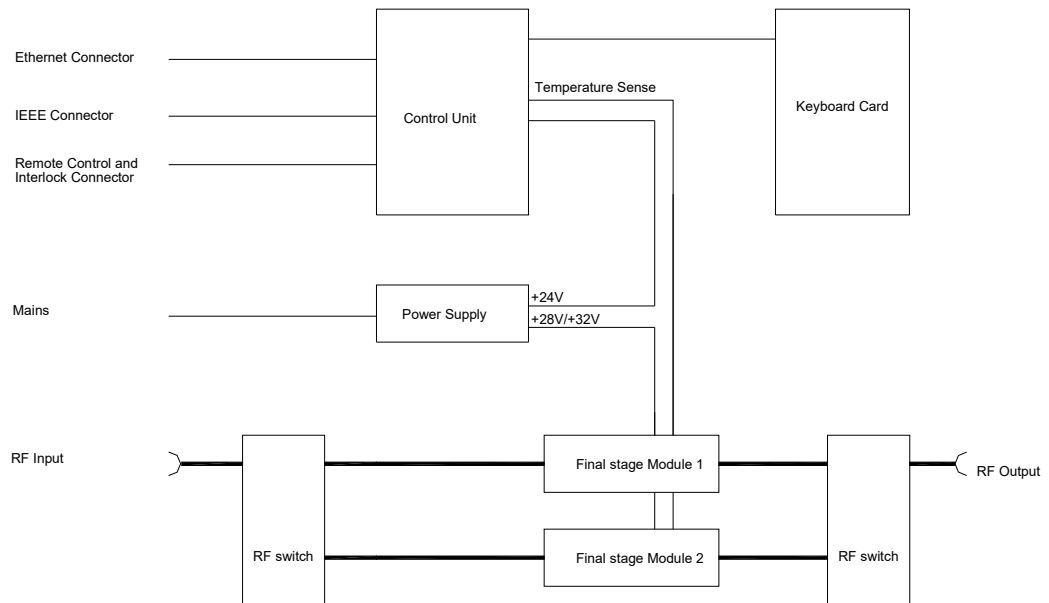 Ethernet Connector
Temperature Sense
IEEE Connector
Control Unit
Keyboard Card
Remote Control and
Interlock Connector
Mains
Power Supply
+24V
+28V/+32V
RF Input
Final stage Module 1
RF Output
RF switch
Final stage Module 2
RF switch